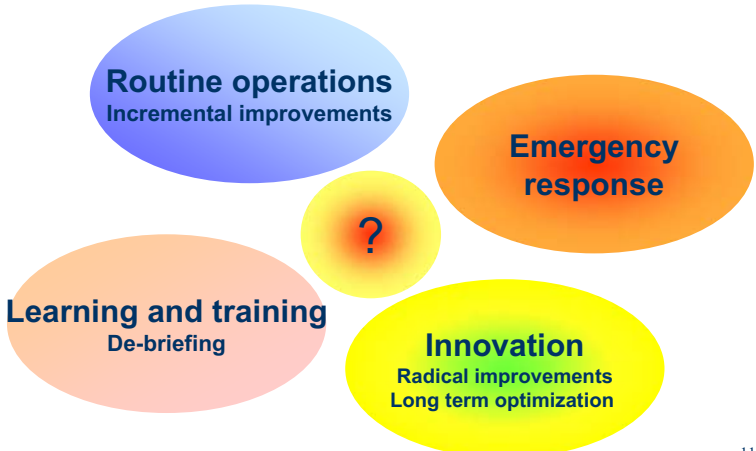 Routine operations
Incremental improvements
Emergency
response
?
Learning and training
De-briefing
Innovation
Radical improvements
Long term optimization